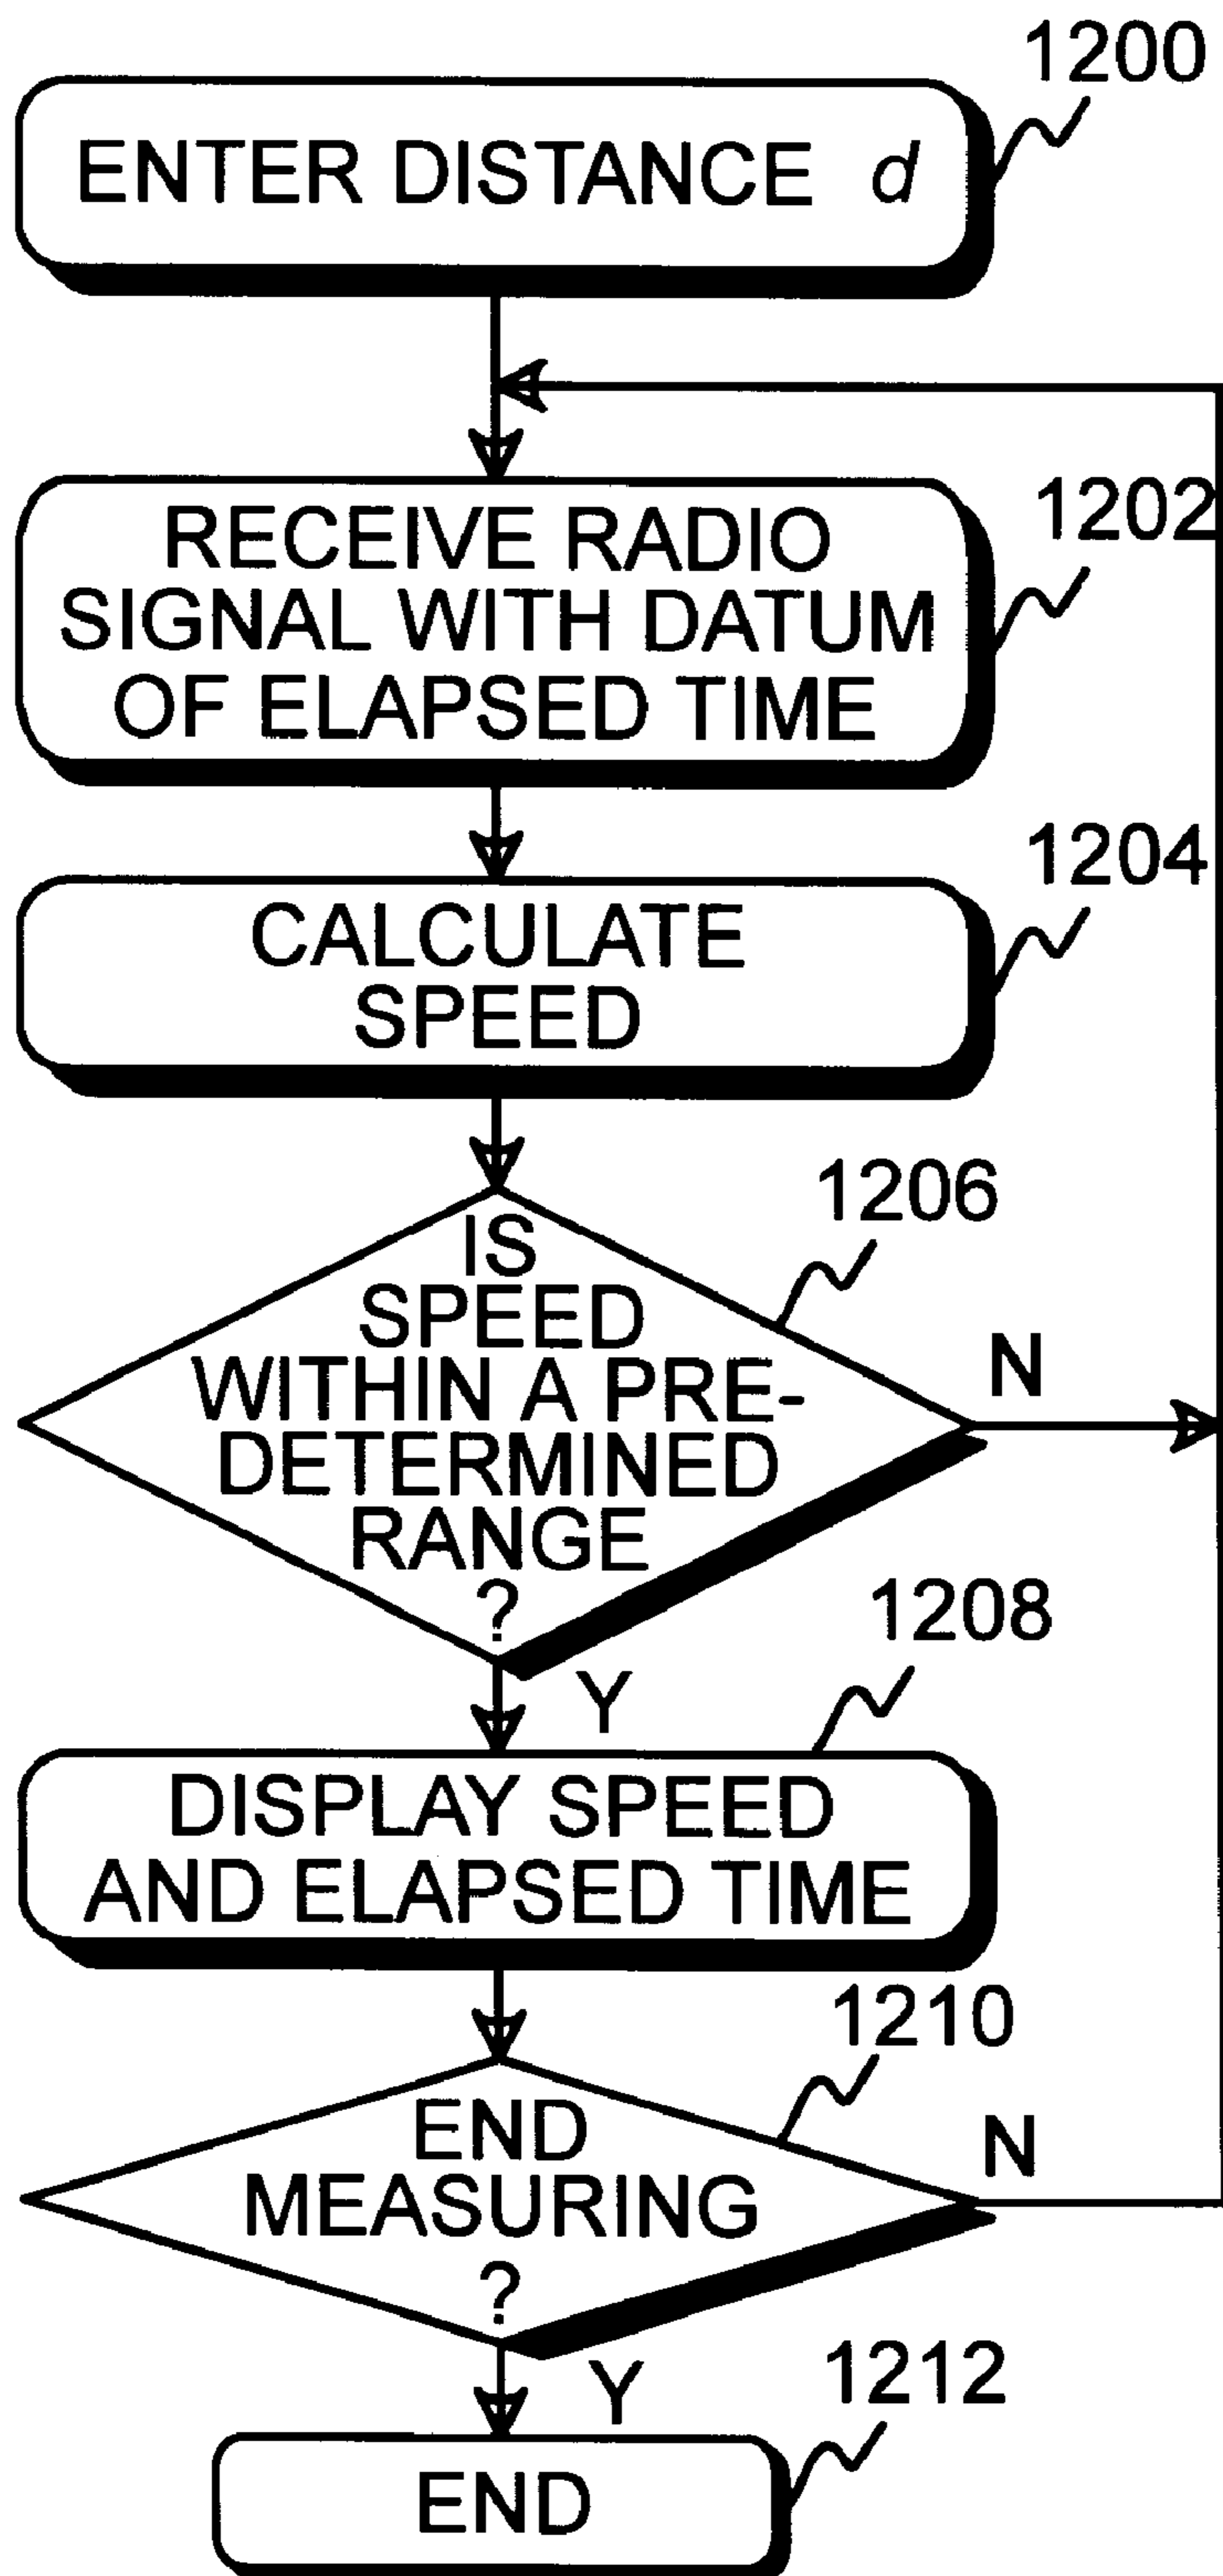 1200
ENTER DISTANCE d
1202
RECEIVE RADIO
SIGNAL WITH DATUM
OF ELAPSED TIME
1204
CALCULATE
SPEED
1206
IS
SPEED
WITHIN A PRE-
DETERMINED
RANGE
?
N
Y
1208
DISPLAY SPEED
AND ELAPSED TIME
1210
END
MEASURING
?
N
Y
1212
END